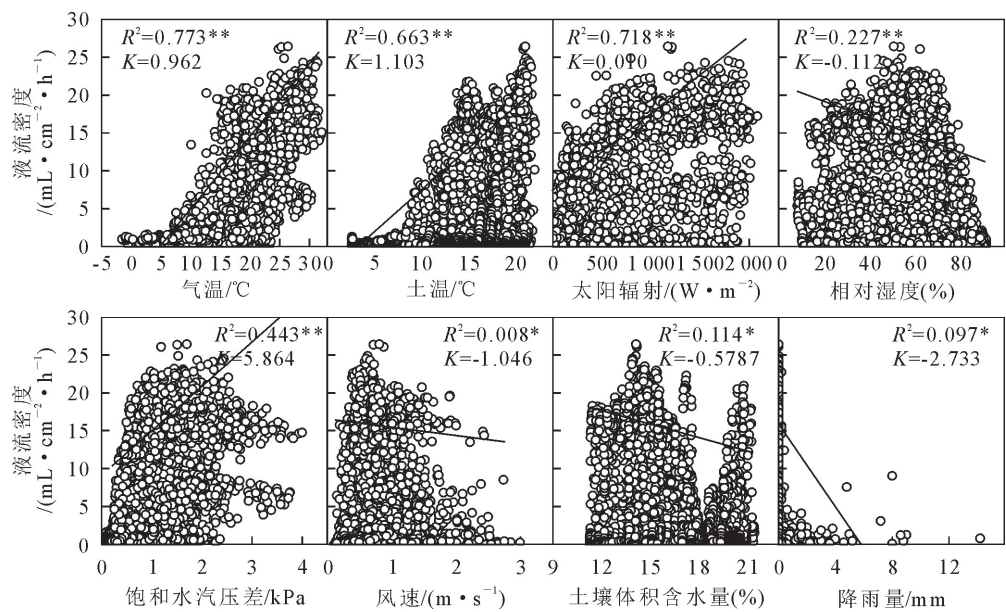 30
25
20
15
10
5
0
液流密度
/(mL·cm⁻²·h⁻¹)
R²=0.773**
K=0.962
R²=0.663**
K=1.103
R²=0.718**
K=0.010
R²=0.227**
K=-0.112
-5 0 5 10 15 20 25 30 0
5 10 15 20 0
500 1 000 1 500 2 000
20 40 60 80
气温/℃
土温/℃
太阳辐射/(W·m⁻²)
相对湿度(%)
30
25
20
15
10
5
0
液流密度
/(mL·cm⁻²·h⁻¹)
R²=0.443**
K=5.864
R²=0.008*
K=-1.046
R²=0.114*
K=-0.5787
R²=0.097*
K=-2.733
0 1 2 3 4
0 1 2 3
9 12 15 18 21
0 4 8 12
饱和水汽压差/kPa
风速/(m·s⁻¹)
土壤体积含水量(%)
降雨量/mm